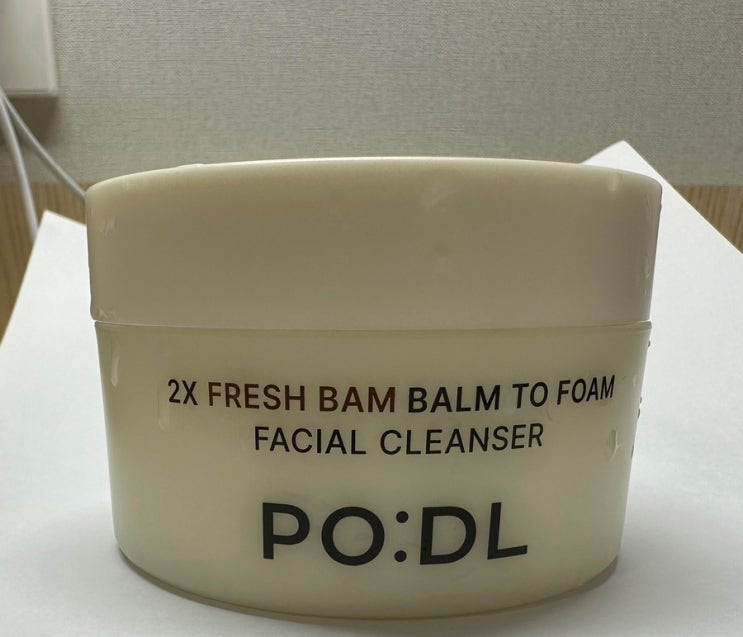 2X FRESH BAM BALM TO FOAM
FACIAL CLEANSER
PO:DL